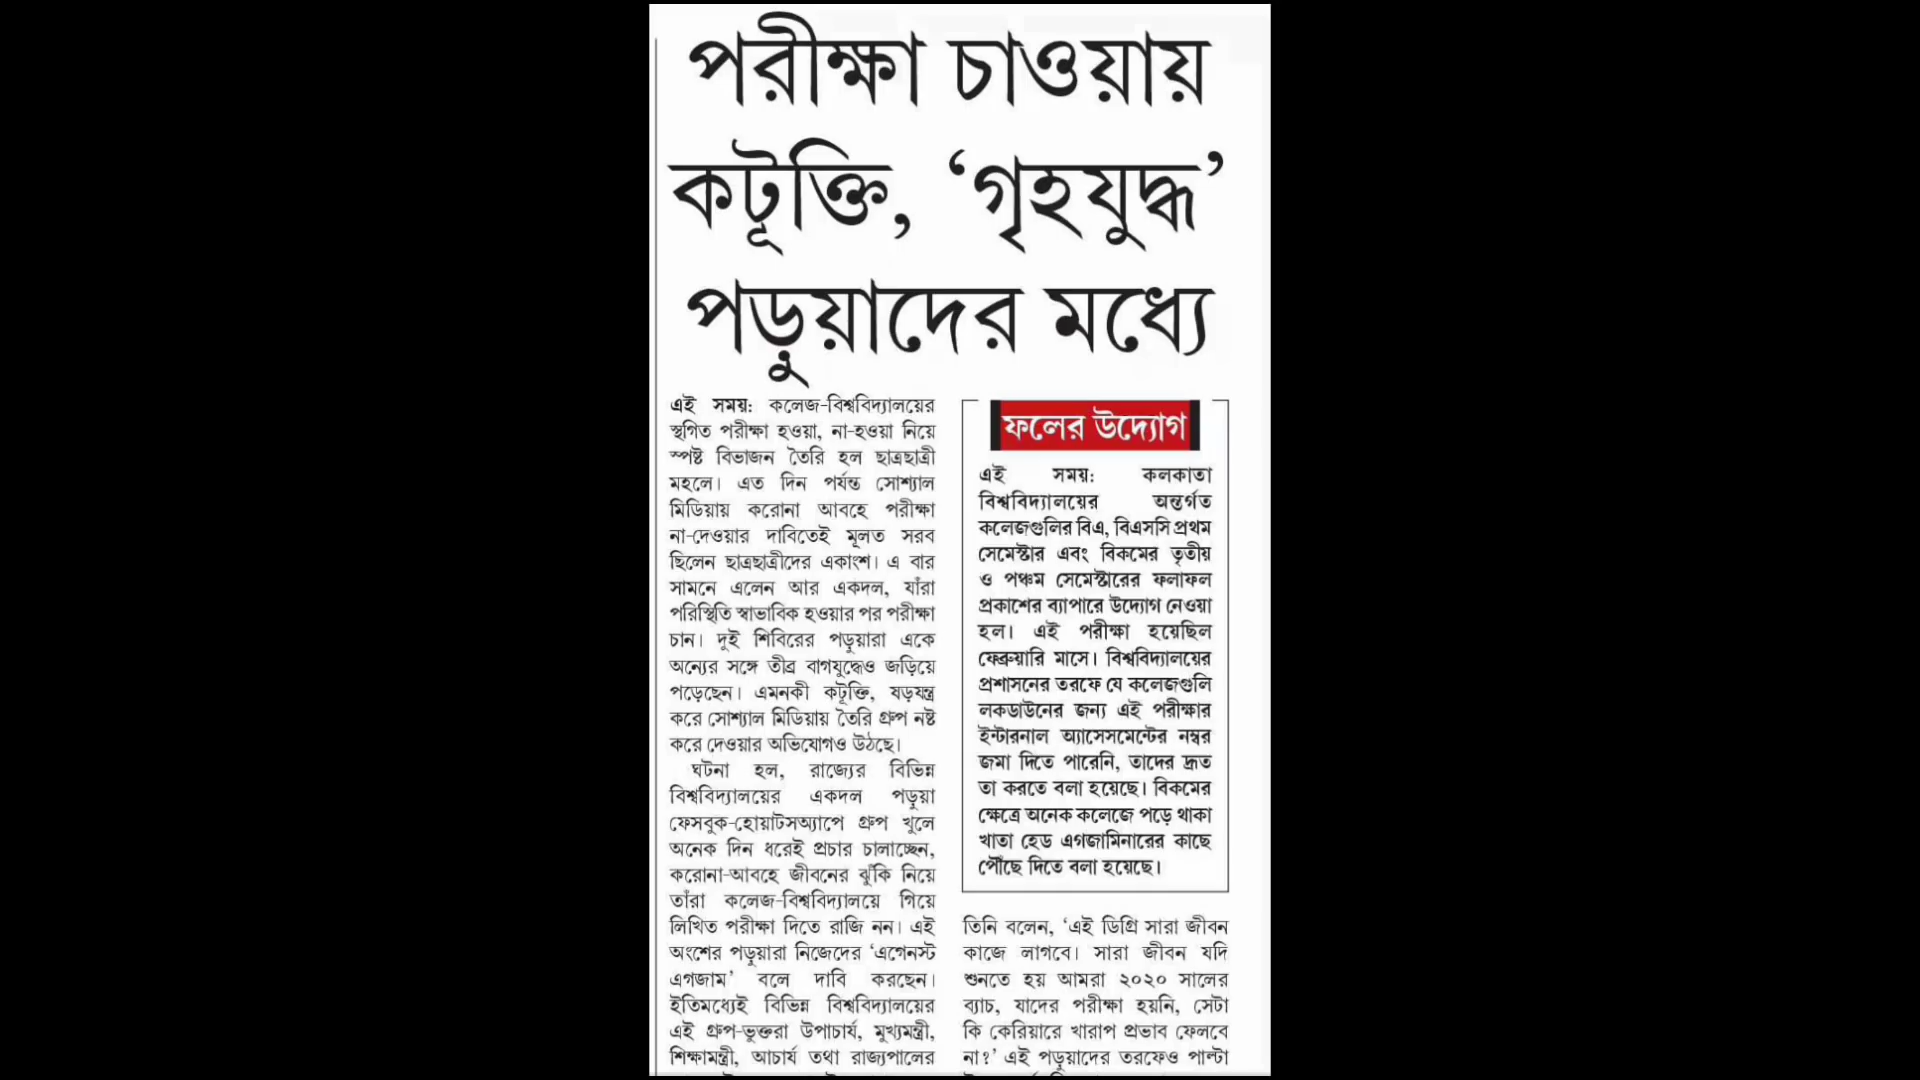 পরীক্ষা চাওয়ায়
কটূক্তি, ‘গৃহযুদ্ধ’
পড়ুয়াদের মধ্যে
এই সময়: কলেজ-বিশ্ববিদ্যালয়ের
স্থগিত পরীক্ষা হওয়া, না-হওয়া নিয়ে
স্পষ্ট বিভাজন তৈরি হল ছাত্রছাত্রী
মহলে। এত দিন পর্যন্ত সোশ্যাল
মিডিয়ায় করোনা আবহে পরীক্ষা
না-দেওয়ার দাবিতেই মূলত সরব
ছিলেন ছাত্রছাত্রীদের একাংশ। এ বার
সামনে এলেন আর একদল, যাঁরা
পরিস্থিতি স্বাভাবিক হওয়ার পর পরীক্ষা
চান। দুই শিবিরের পড়ুয়ারা একে
অন্যের সঙ্গে তীব্র বাগযুদ্ধেও জড়িয়ে
পড়েছেন। এমনকী কটূক্তি, ষড়যন্ত্র
করে সোশ্যাল মিডিয়ায় তৈরি গ্রুপ নষ্ট
করে দেওয়ার অভিযোগও উঠছে।
ঘটনা হল, রাজ্যের বিভিন্ন
বিশ্ববিদ্যালয়ের একদল পড়ুয়া
ফেসবুক-হোয়াটসঅ্যাপে গ্রুপ খুলে
অনেক দিন ধরেই প্রচার চালাচ্ছেন,
করোনা-আবহে জীবনের ঝুঁকি নিয়ে
তাঁরা কলেজ-বিশ্ববিদ্যালয়ে গিয়ে
লিখিত পরীক্ষা দিতে রাজি নন। এই
অংশের পড়ুয়ারা নিজেদের ‘এগেনস্ট
এগজাম’ বলে দাবি করছেন।
ইতিমধ্যেই বিভিন্ন বিশ্ববিদ্যালয়ের
এই গ্রুপ-ভুক্তরা উপাচার্য, মুখ্যমন্ত্রী,
শিক্ষামন্ত্রী, আচার্য তথা রাজ্যপালের
ফলের উদ্যোগ
এই সময়: কলকাতা
বিশ্ববিদ্যালয়ের অন্তর্গত
কলেজগুলির বিএ, বিএসসি প্রথম
সেমেস্টার এবং বিকমের তৃতীয়
ও পঞ্চম সেমেস্টারের ফলাফল
প্রকাশের ব্যাপারে উদ্যোগ নেওয়া
হল। এই পরীক্ষা হয়েছিল
ফেব্রুয়ারি মাসে। বিশ্ববিদ্যালয়ের
প্রশাসনের তরফে যে কলেজগুলি
লকডাউনের জন্য এই পরীক্ষার
ইন্টারনাল অ্যাসেসমেন্টের নম্বর
জমা দিতে পারেনি, তাদের দ্রুত
তা করতে বলা হয়েছে। বিকমের
ক্ষেত্রে অনেক কলেজে পড়ে থাকা
খাতা হেড এগজামিনারের কাছে
পৌঁছে দিতে বলা হয়েছে।
তিনি বলেন, ‘এই ডিগ্রি সারা জীবন
কাজে লাগবে। সারা জীবন যদি
শুনতে হয় আমরা ২০২০ সালের
ব্যাচ, যাদের পরীক্ষা হয়নি, সেটা
কি কেরিয়ারে খারাপ প্রভাব ফেলবে
না?’ এই পড়ুয়াদের তরফেও পাল্টা